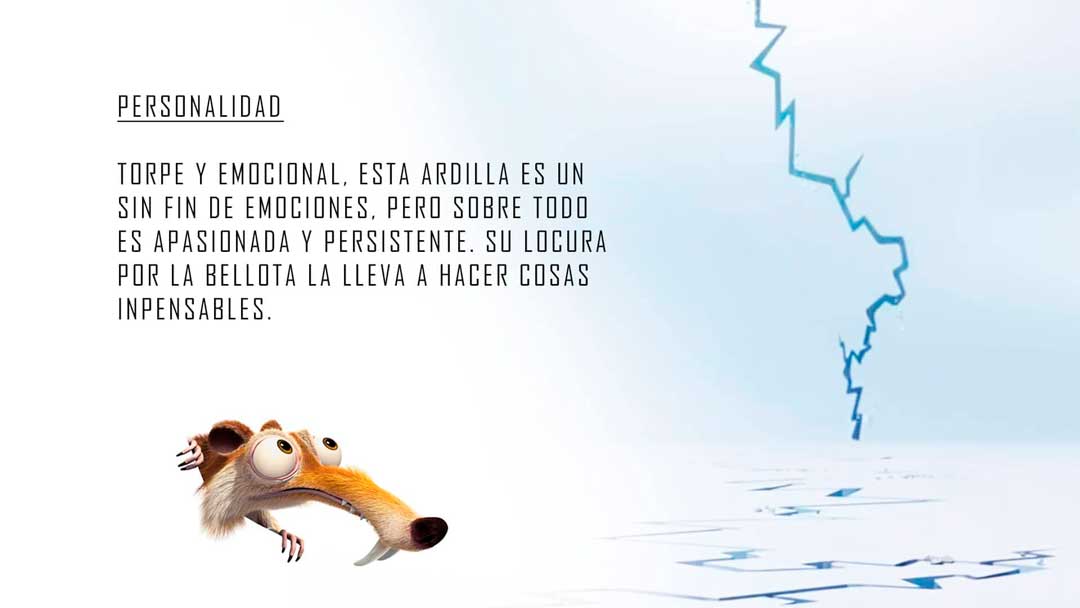 PERSONALIDAD
TORPE Y EMOCIONAL, ESTA ARDILLA ES UN
SIN FIN DE EMOCIONES, PERO SOBRE TODO
ES APASIONADA Y PERSISTENTE. SU LOCURA
POR LA BELLOTA LA LLEVA A HACER COSAS
INPENSABLES.